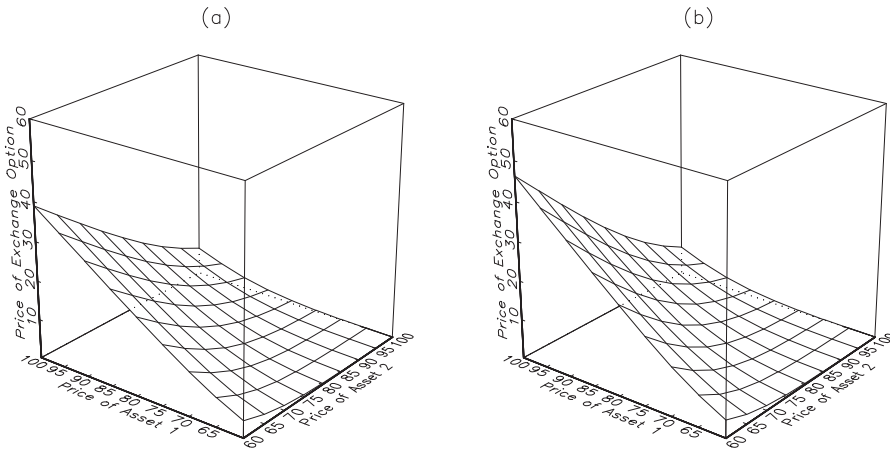 (a)
Price of Exchange Option
60
50
40
30
20
10
100 95 90 85 80 75 70 65
Price of Asset 1
60 65 70 75 80 85 90 95 100
Price of Asset 2
(b)
Price of Exchange Option
60
50
40
30
20
10
100 95 90 85 80 75 70 65
Price of Asset 1
60 65 70 75 80 85 90 95 100
Price of Asset 2